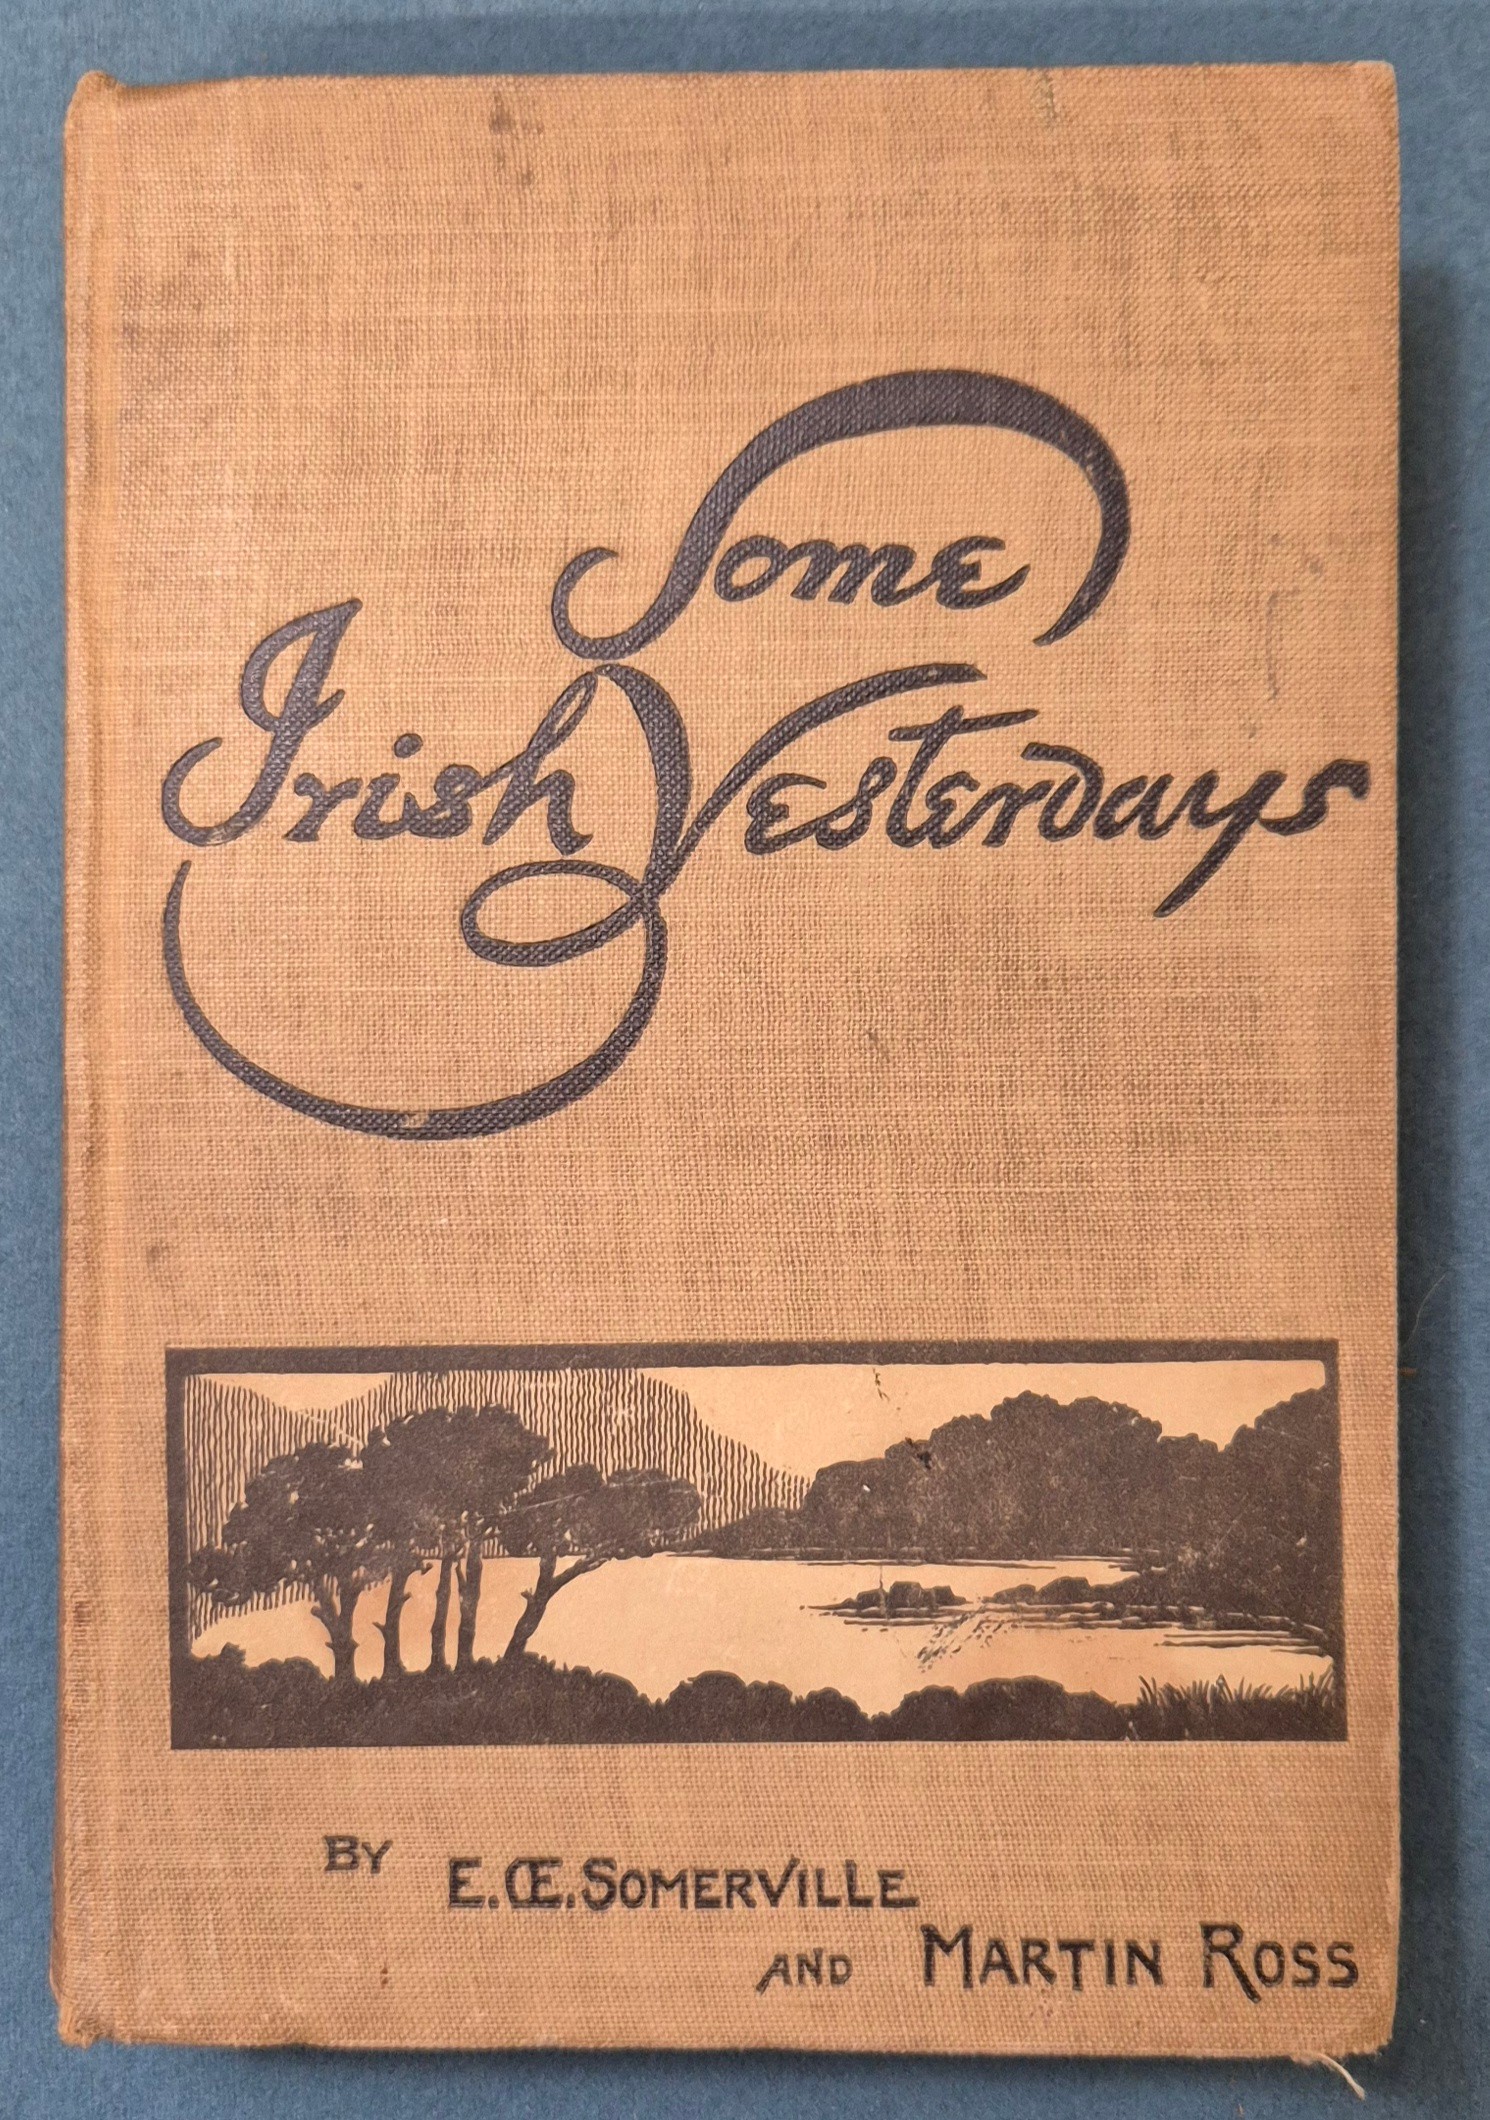 Some
Irish Yesterdays
BY
E. Œ. SOMERVILLE
AND MARTIN ROSS